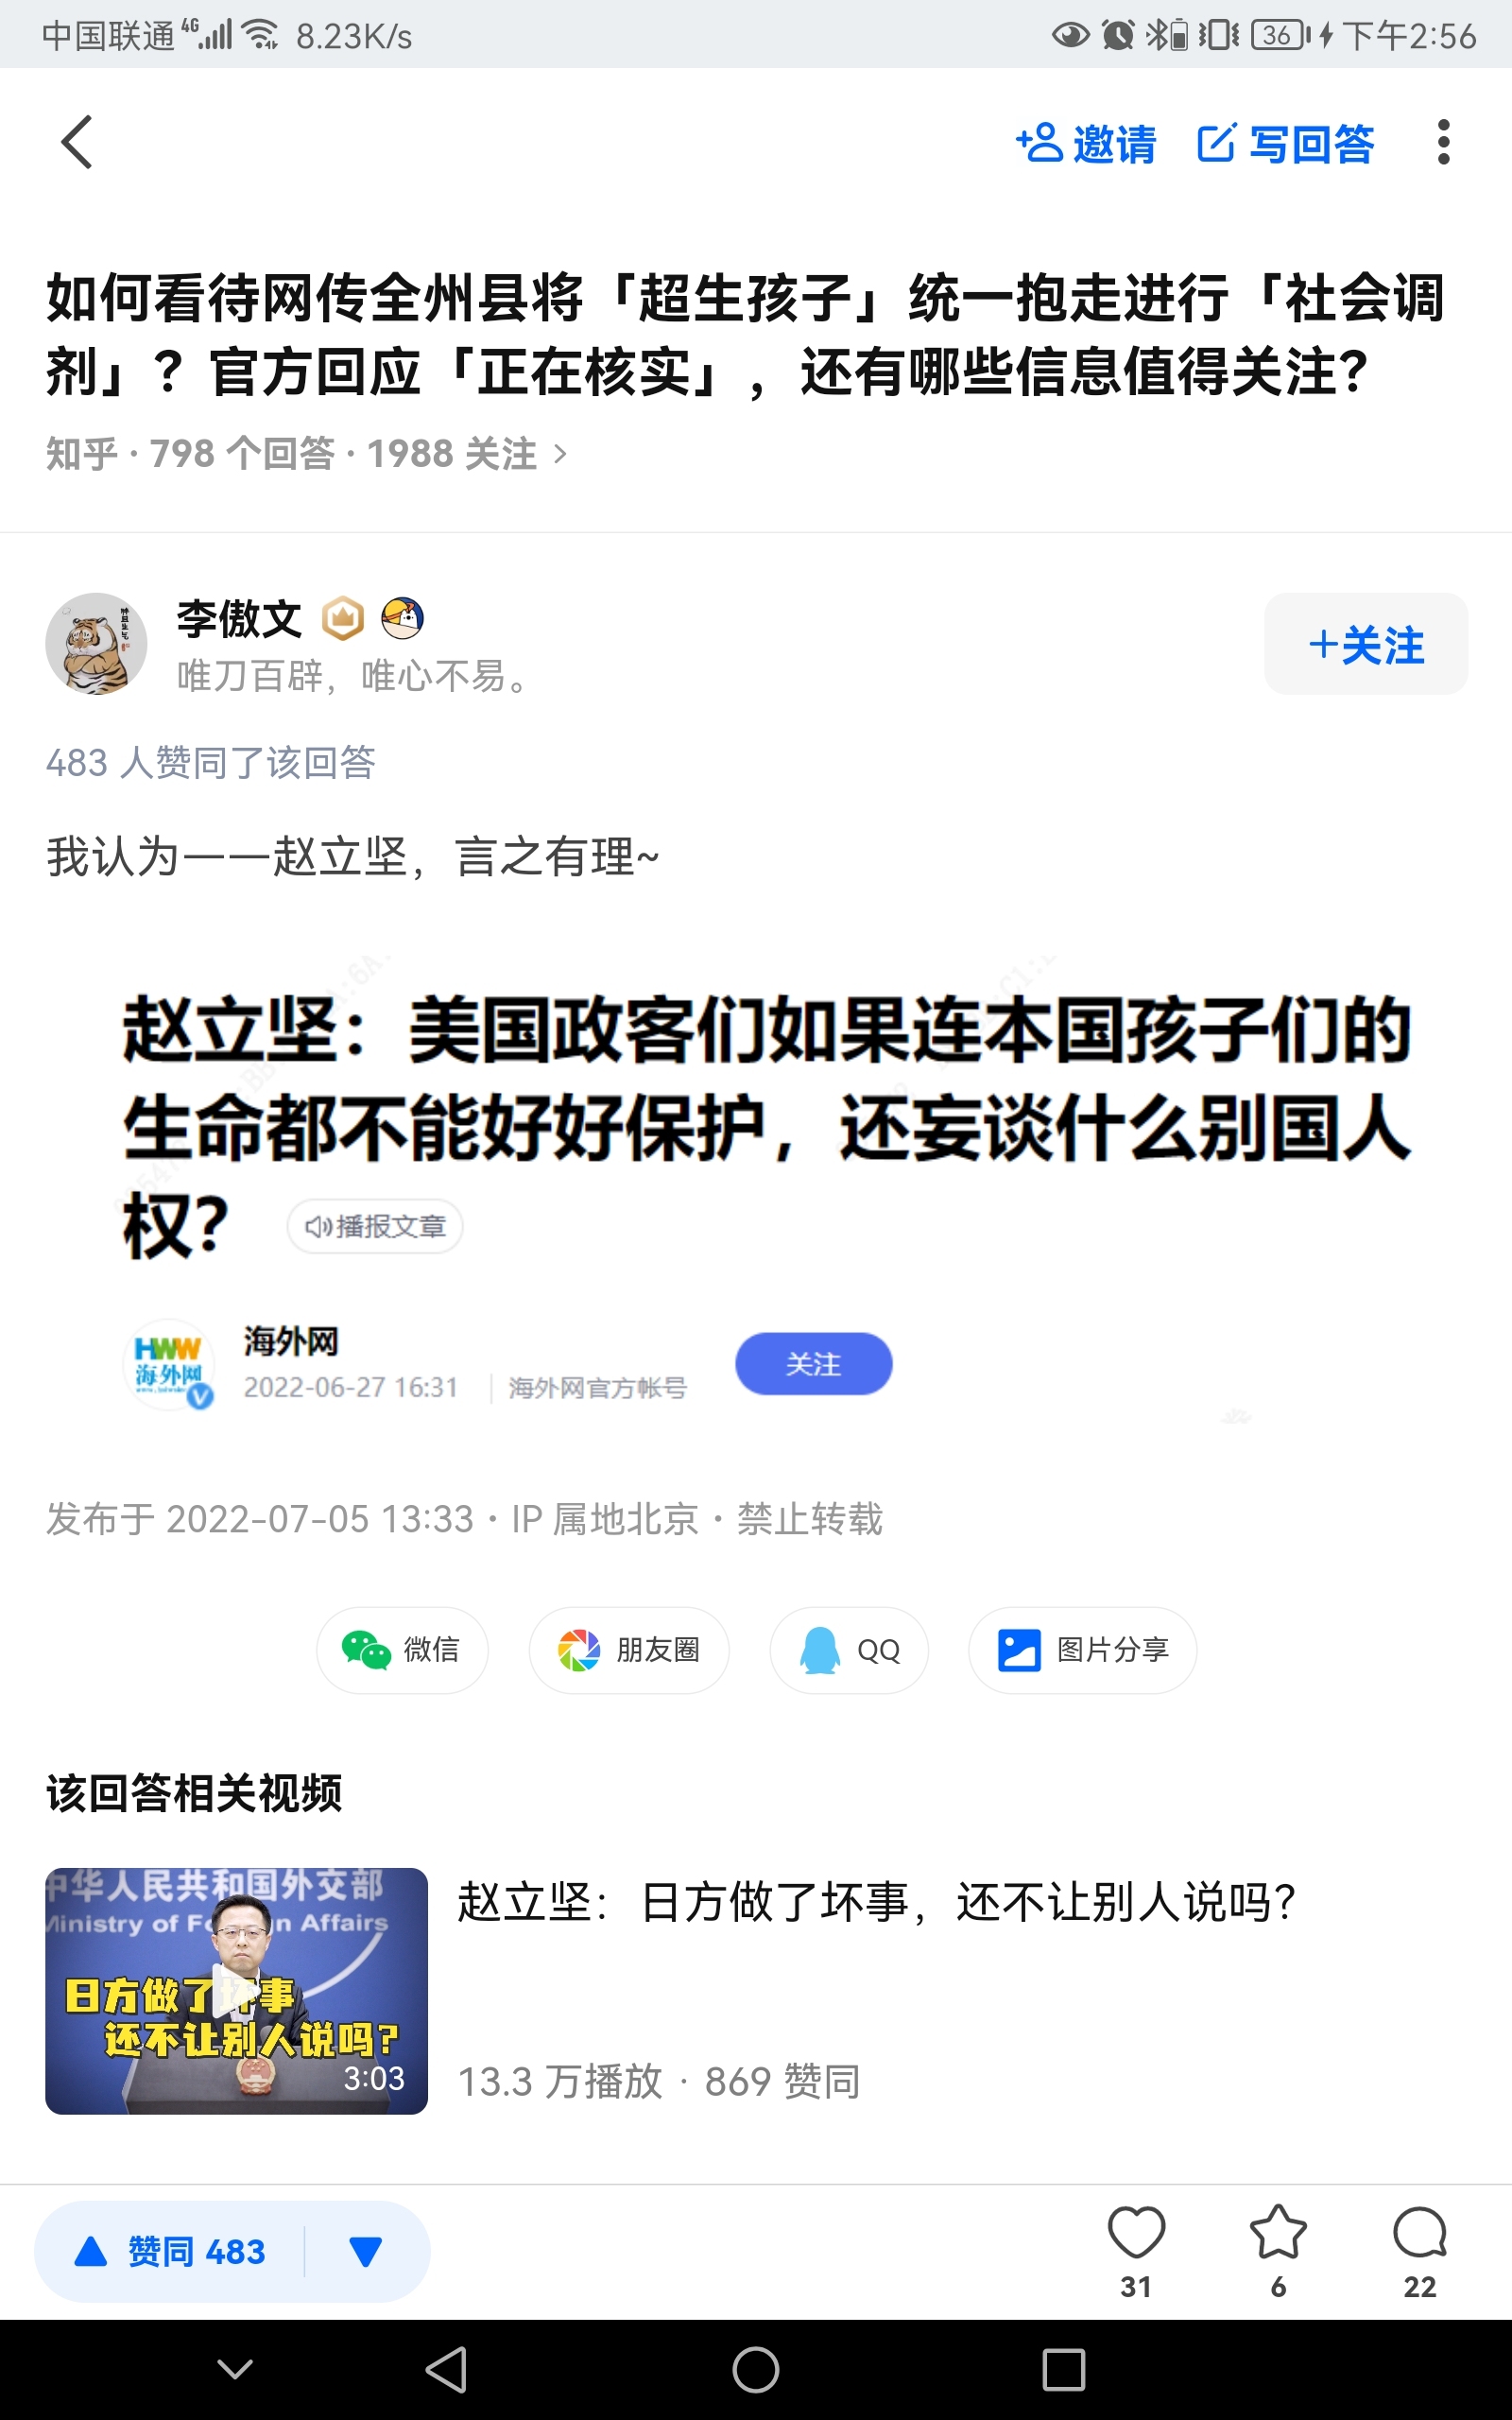 中国联通 4G 8.23K/s 36 下午2:56
邀请 写回答
如何看待网传全州县将「超生孩子」统一抱走进行「社会调
剂」？官方回应「正在核实」，还有哪些信息值得关注？
知乎 · 798 个回答 · 1988 关注 >
李傲文
唯刀百辟，唯心不易。
+关注
483 人赞同了该回答
我认为——赵立坚，言之有理~
赵立坚：美国政客们如果连本国孩子们的
生命都不能好好保护，还妄谈什么别国人
权？ 播报文章
HWW
海外网
海外网
2022-06-27 16:31 | 海外网官方帐号
关注
发布于 2022-07-05 13:33 · IP 属地北京 · 禁止转载
微信 朋友圈 QQ 图片分享
该回答相关视频
中华人民共和国外交部
日方做了坏事
还不让别人说吗？
3:03
赵立坚：日方做了坏事，还不让别人说吗？
13.3 万播放 · 869 赞同
赞同 483
31 6 22